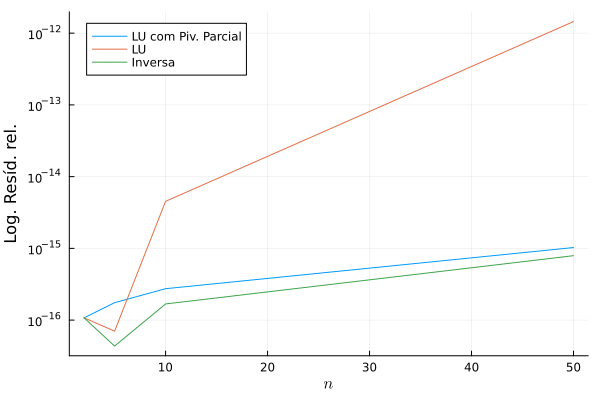 LU com Piv. Parcial
LU
Inversa
Log. Resíd. rel.
10⁻¹²
10⁻¹³
10⁻¹⁴
10⁻¹⁵
10⁻¹⁶
10 20 30 40 50
n